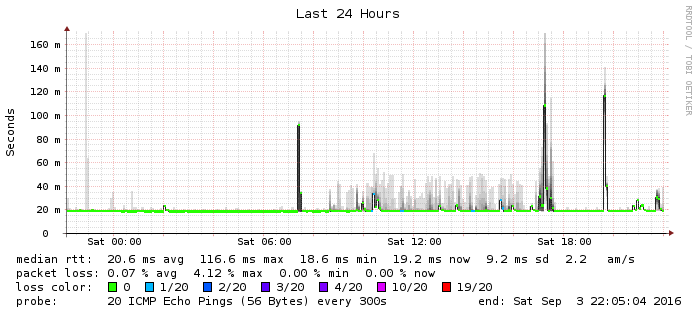 Last 24 Hours
RRDTOOL / TOBI OETIKER
Seconds
160 m
140 m
120 m
100 m
80 m
60 m
40 m
20 m
0
Sat 00:00 Sat 06:00 Sat 12:00 Sat 18:00
median rtt: 20.6 ms avg 116.6 ms max 18.6 ms min 19.2 ms now 9.2 ms sd 2.2 am/s
packet loss: 0.07 % avg 4.12 % max 0.00 % min 0.00 % now
loss color: 0 1/20 2/20 3/20 4/20 10/20 19/20
probe: 20 ICMP Echo Pings (56 Bytes) every 300s end: Sat Sep 3 22:05:04 2016